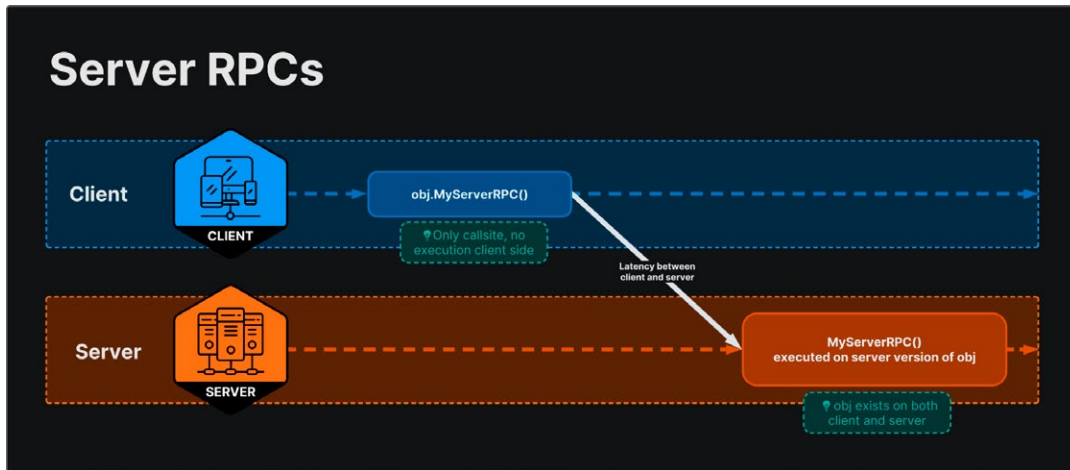 Server RPCs
Client
CLIENT
obj.MyServerRPC()
Only callsite, no
execution client side
Latency between
client and server
Server
SERVER
MyServerRPC()
executed on server version of obj
obj exists on both
client and server